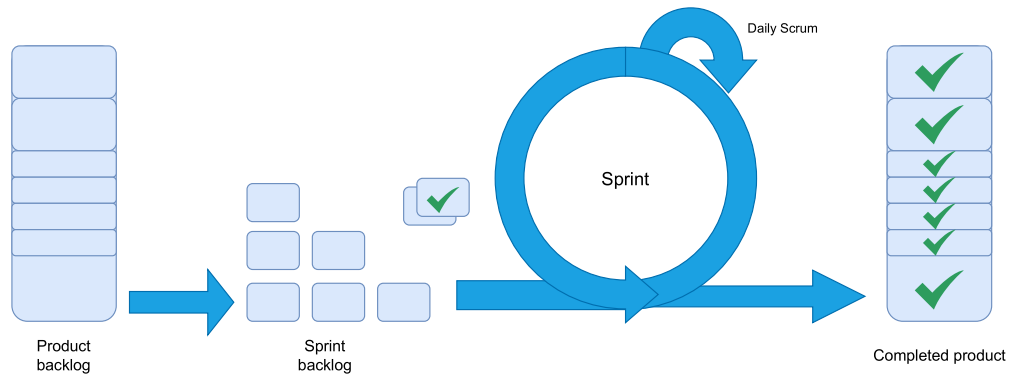 Daily Scrum
Sprint
Product
backlog
Sprint
backlog
Completed product